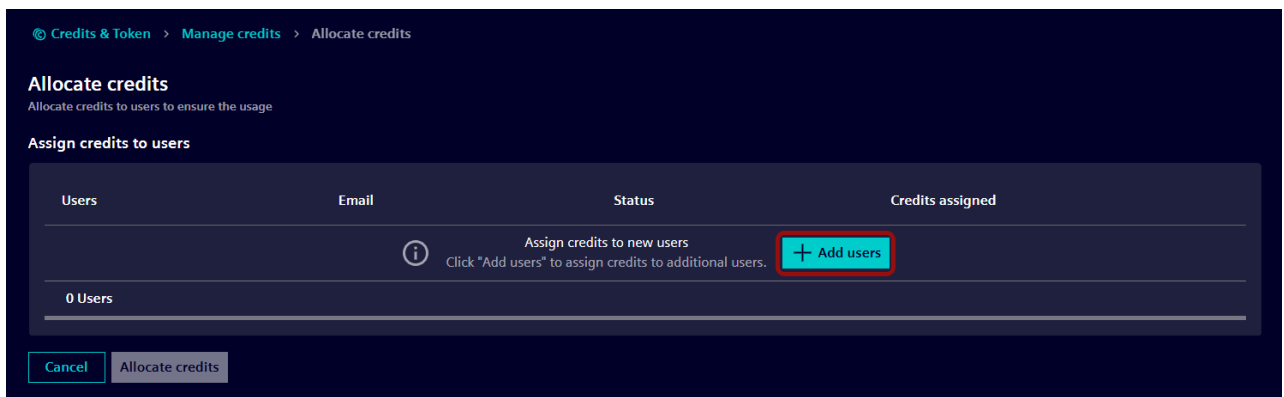 Credits & Token > Manage credits > Allocate credits
Allocate credits
Allocate credits to users to ensure the usage
Assign credits to users
Users Email Status Credits assigned
Assign credits to new users
Click "Add users" to assign credits to additional users.
+ Add users
0 Users
Cancel Allocate credits